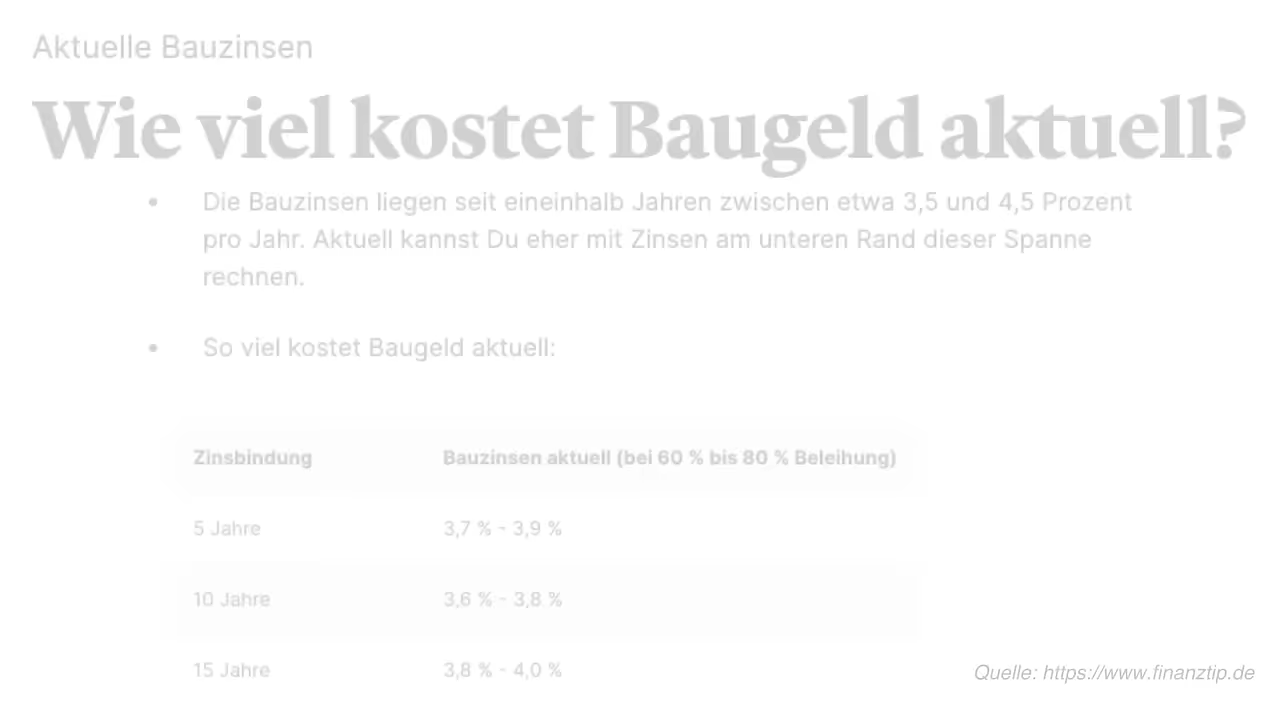 Aktuelle Bauzinsen
Wie viel kostet Baugeld aktuell?
• Die Bauzinsen liegen seit eineinhalb Jahren zwischen etwa 3,5 und 4,5 Prozent
pro Jahr. Aktuell kannst Du eher mit Zinsen am unteren Rand dieser Spanne
rechnen.
• So viel kostet Baugeld aktuell:
Zinsbindung Bauzinsen aktuell (bei 60 % bis 80 % Beleihung)
5 Jahre 3,7 % - 3,9 %
10 Jahre 3,6 % - 3,8 %
15 Jahre 3,8 % - 4,0 %
Quelle: https://www.finanztip.de